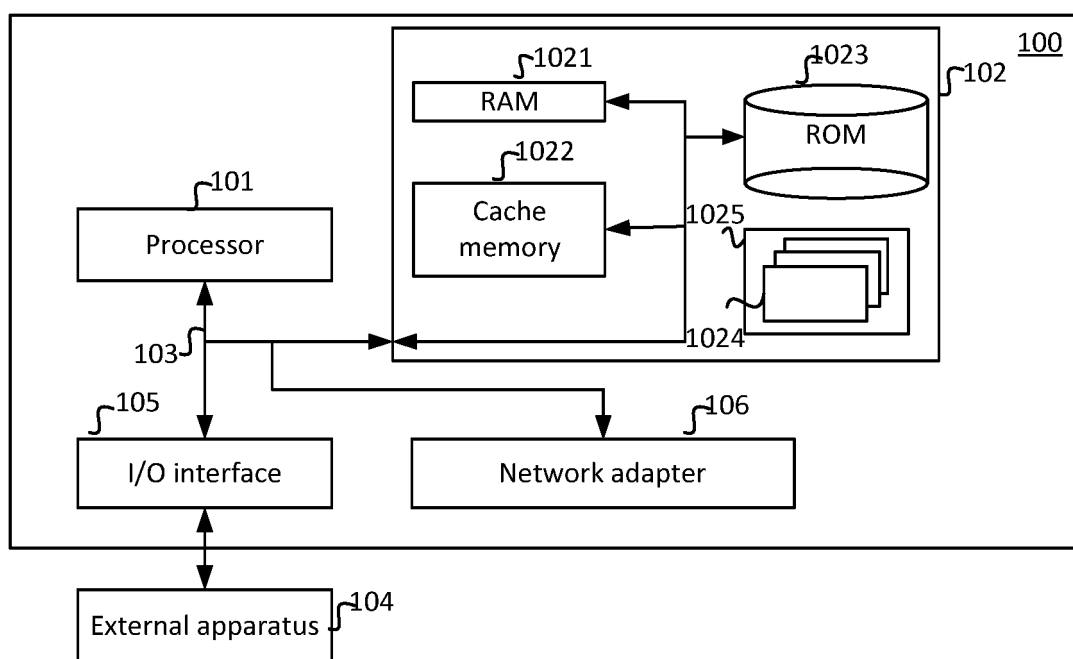 100
1021
1023
102
RAM
ROM
1022
101
Cache
memory
1025
Processor
1024
103
105
106
I/O interface
Network adapter
104
External apparatus